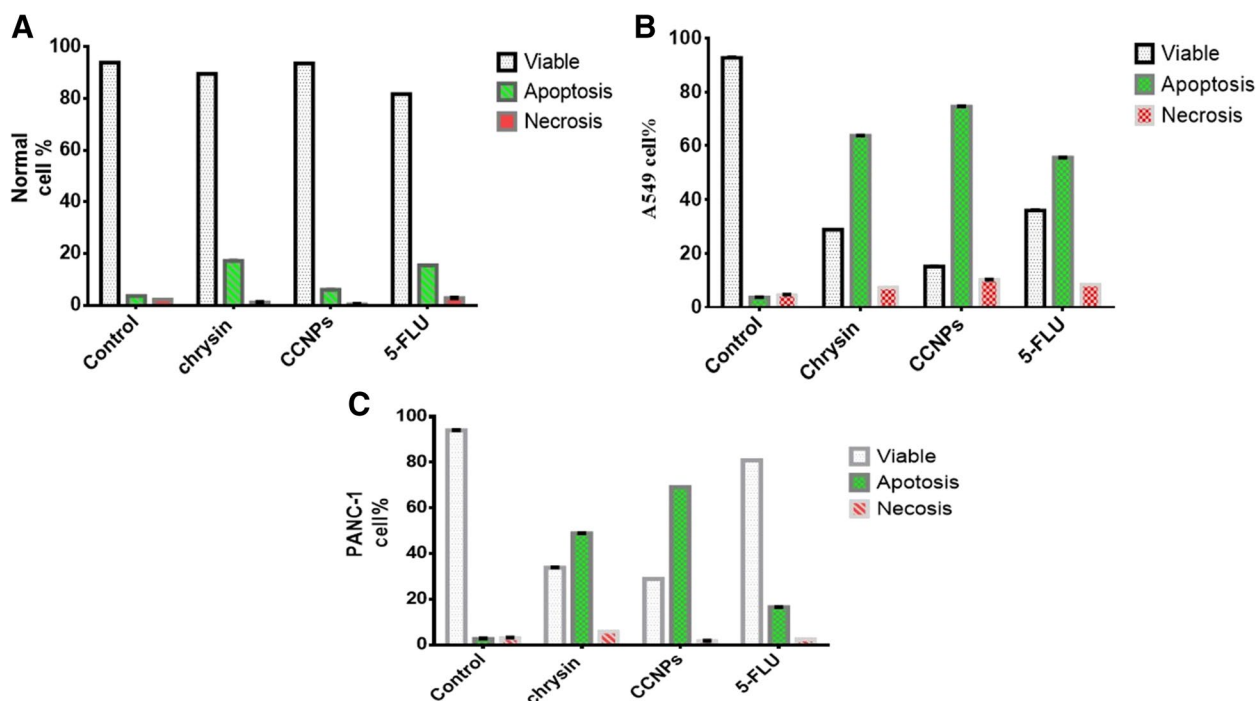 A
100
80
60
40
20
0
Normal
cell %
Control
chrysin
CCNPs
5-FLU
Viable
Apoptosis
Necrosis
B
100
80
60
40
20
0
A549 cell%
Control
Chrysin
CCNPs
5-FLU
Viable
Apoptosis
Necrosis
C
100
80
60
40
20
0
PANC-1
cell%
Control
chrysin
CCNPs
5-FLU
Viable
Apotosis
Necosis